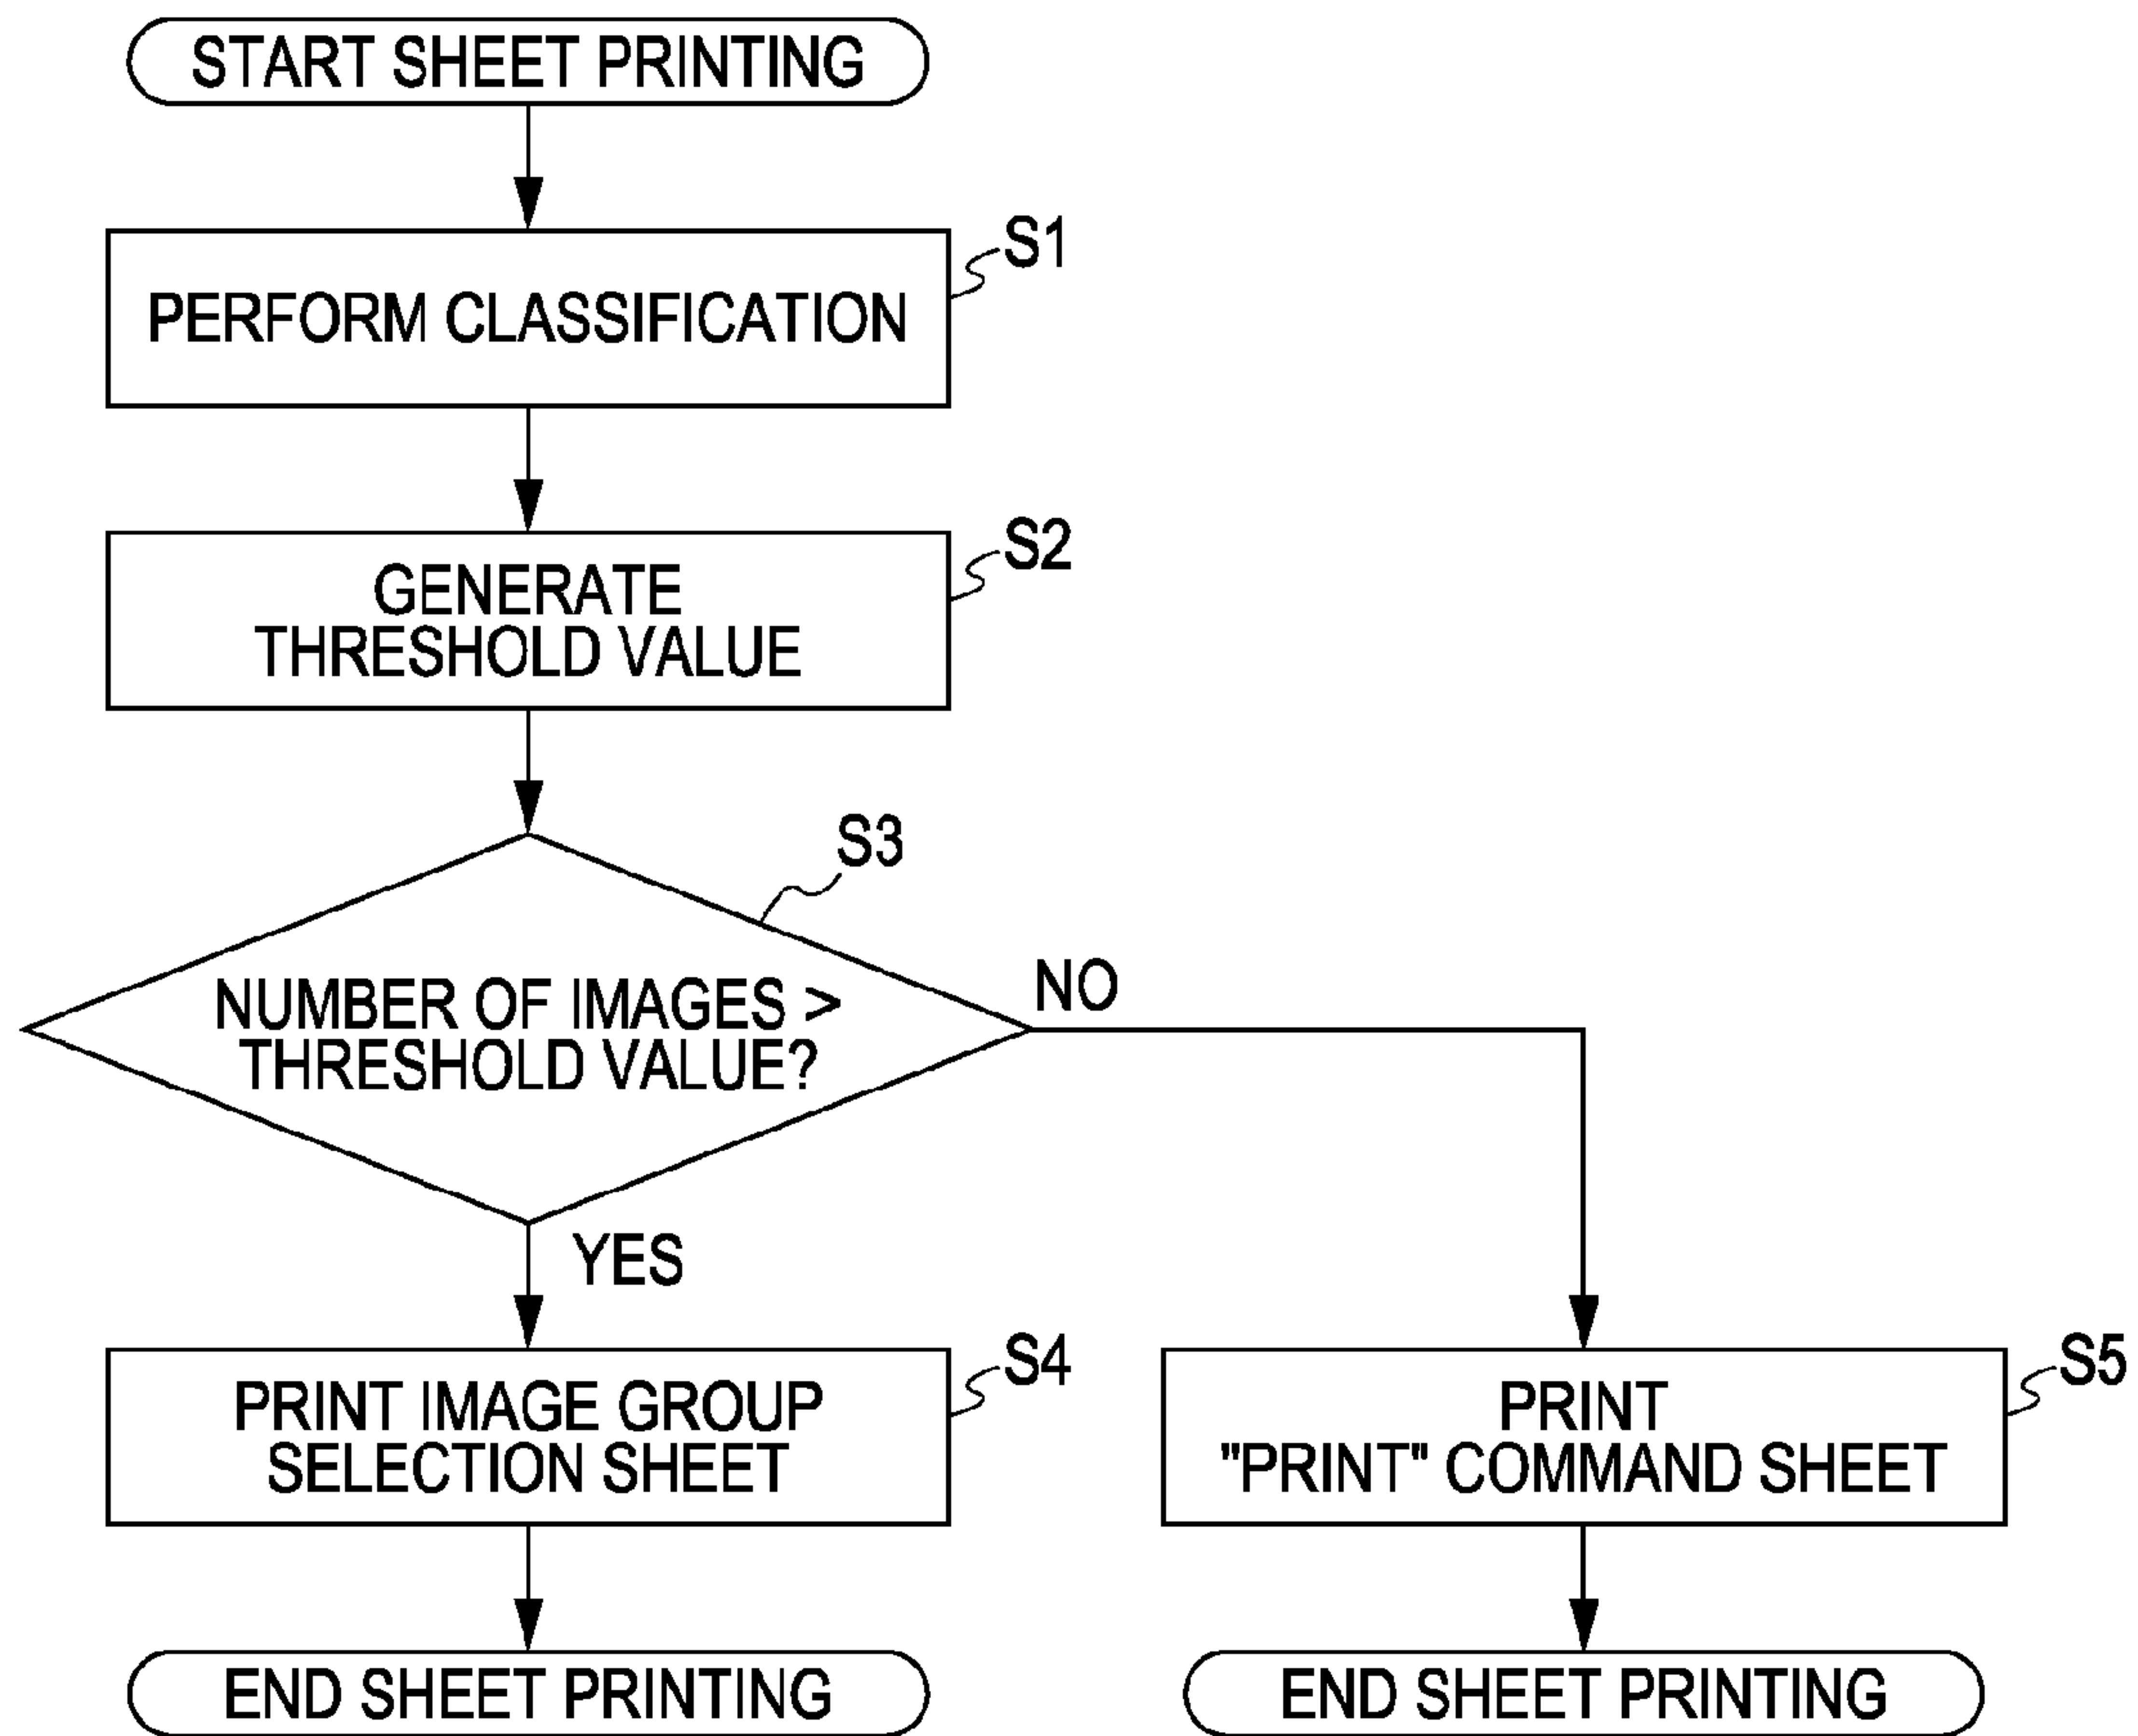 START SHEET PRINTING
S1
PERFORM CLASSIFICATION
S2
GENERATE
THRESHOLD VALUE
S3
NUMBER OF IMAGES >
THRESHOLD VALUE?
NO
YES
S4
PRINT IMAGE GROUP
SELECTION SHEET
S5
PRINT
"PRINT" COMMAND SHEET
END SHEET PRINTING
END SHEET PRINTING